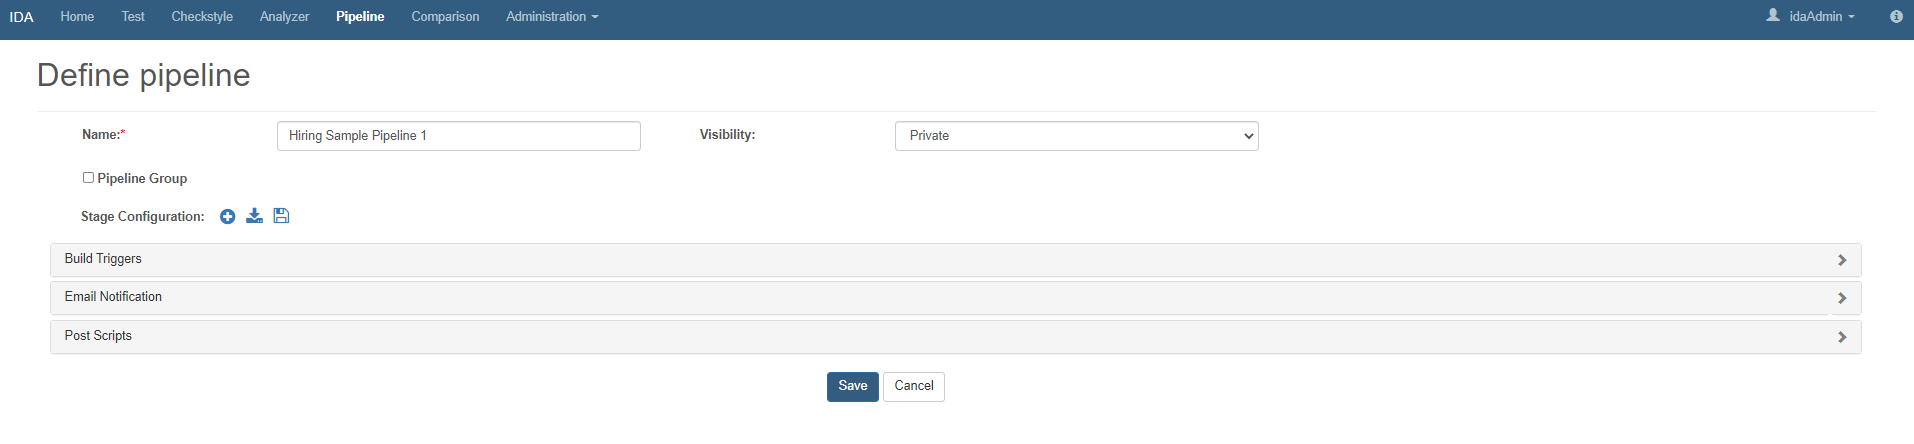 IDA Home Test Checkstyle Analyzer Pipeline Comparison Administration idaAdmin
Define pipeline
Name:* Hiring Sample Pipeline 1 Visibility: Private
Pipeline Group
Stage Configuration:
Build Triggers
Email Notification
Post Scripts
Save Cancel